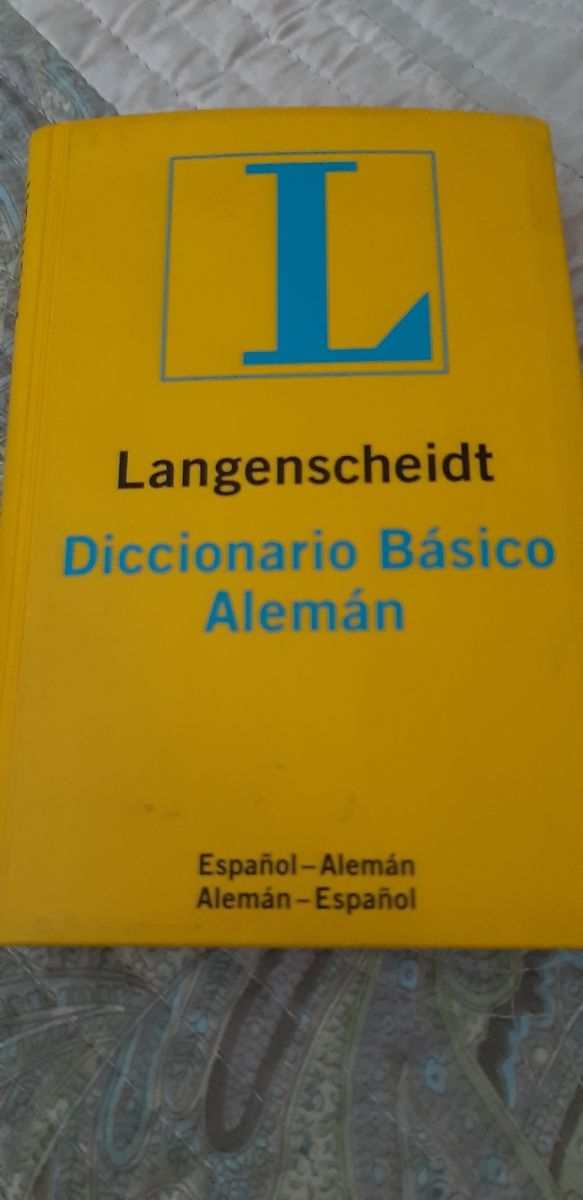 L
Langenscheidt
Diccionario Básico
Alemán
Español – Alemán
Alemán – Español